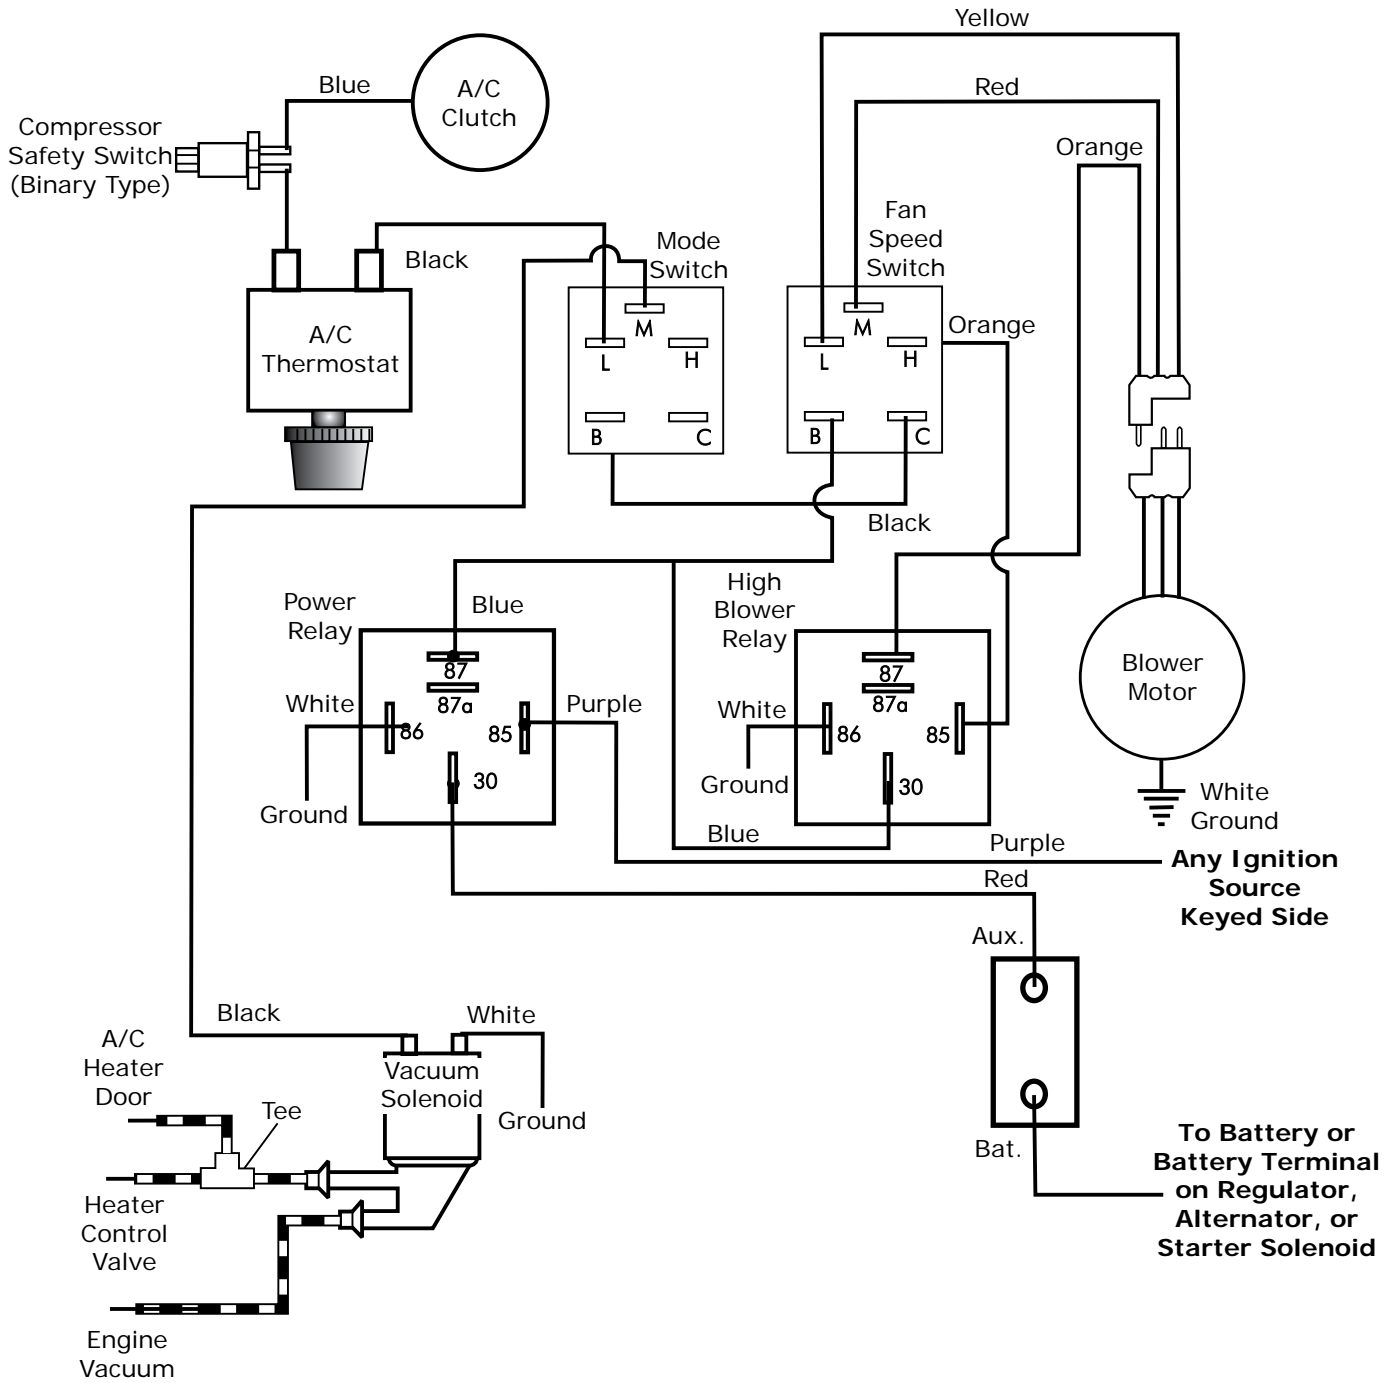 Yellow
Blue
A/C
Clutch
Red
Compressor
Safety Switch
(Binary Type)
Orange
Fan
Speed
Switch
Mode
Switch
Black
M
M
Orange
A/C
Thermostat
L
H
L
H
B
C
B
C
Black
Power
Relay
Blue
High
Blower
Relay
87
87a
White
86
85
Purple
30
Ground
87
87a
White
86
85
30
Ground
Blower
Motor
White
Ground
Blue
Purple
Any Ignition
Source
Keyed Side
Red
Aux.
Bat.
To Battery or
Battery Terminal
on Regulator,
Alternator, or
Starter Solenoid
Black
White
Vacuum
Solenoid
Ground
A/C
Heater
Door
Tee
Heater
Control
Valve
Engine
Vacuum